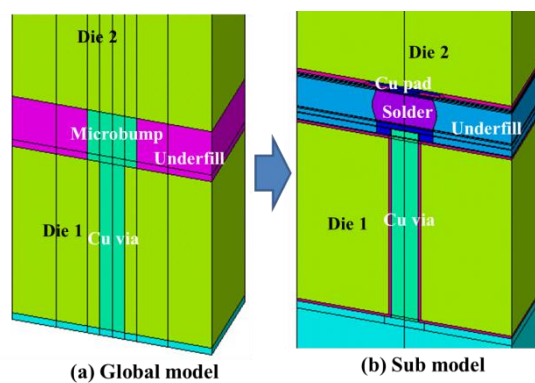 Die 2
Microbump
Underfill
Die 1
Cu via
(a) Global model
Die 2
Cu pad
Solder
Underfill
Die 1
Cu via
(b) Sub model